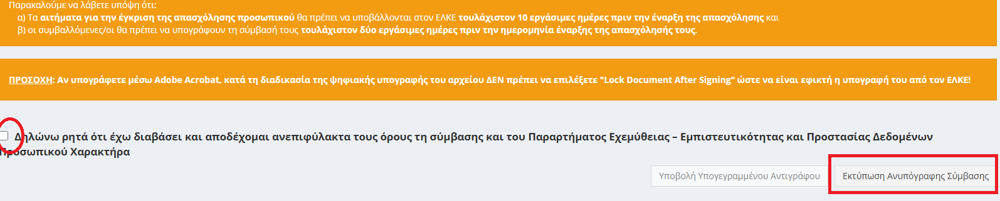 Παρακαλούμε να λάβετε υπόψη ότι:
α) Τα αιτήματα για την έγκριση της απασχόλησης προσωπικού θα πρέπει να υποβάλλονται στον ΕΛΚΕ τουλάχιστον 10 εργάσιμες ημέρες πριν την έναρξη της απασχόλησης και
β) οι συμβαλλόμενες/οι θα πρέπει να υπογράφουν τη σύμβασή τους τουλάχιστον δύο εργάσιμες ημέρες πριν την ημερομηνία έναρξης της απασχόλησής τους.
ΠΡΟΣΟΧΗ: Αν υπογράφετε μέσω Adobe Acrobat, κατά τη διαδικασία της ψηφιακής υπογραφής του αρχείου ΔΕΝ πρέπει να επιλέξετε "Lock Document After Signing" ώστε να είναι εφικτή η υπογραφή του από τον ΕΛΚΕ!
Δηλώνω ρητά ότι έχω διαβάσει και αποδέχομαι ανεπιφύλακτα τους όρους τη σύμβασης και του Παραρτήματος Εχεμύθειας – Εμπιστευτικότητας και Προστασίας Δεδομένων
Προσωπικού Χαρακτήρα
Υποβολή Υπογεγραμμένου Αντιγράφου Εκτύπωση Ανυπόγραφης Σύμβασης